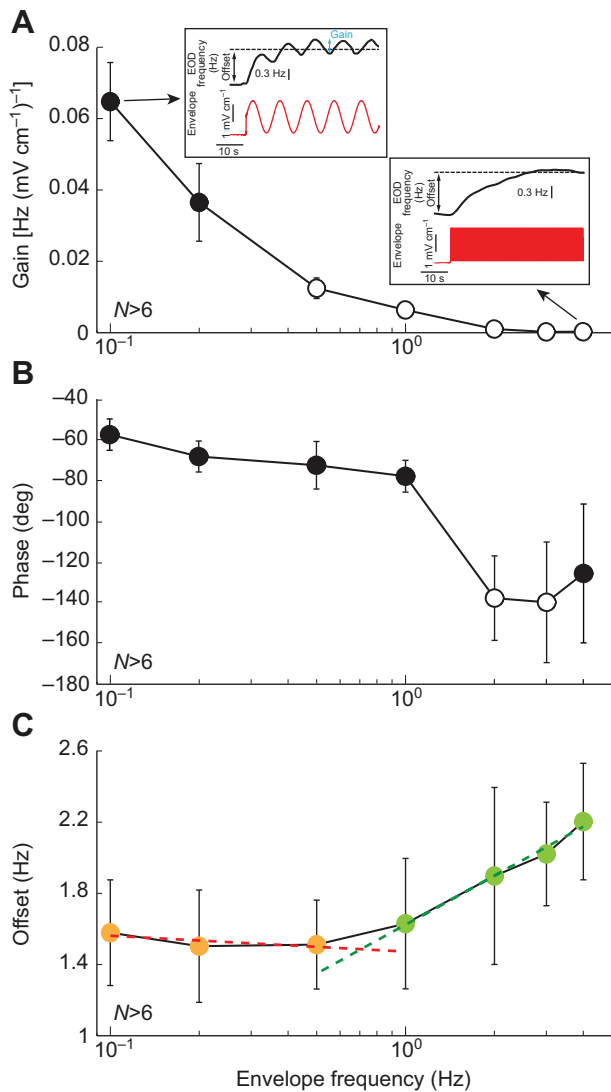 A
0.08
0.06
0.04
0.02
0
Gain [Hz (mV cm⁻¹)⁻¹]
N>6
10⁻¹
10⁰
EOD
frequency
(Hz)
Offset
Gain
0.3 Hz
Envelope
1 mV cm⁻¹
10 s
EOD
frequency
(Hz)
Offset
0.3 Hz
Envelope
1 mV cm⁻¹
10 s
B
–40
–60
–80
–100
–120
–140
–160
–180
Phase (deg)
N>6
10⁻¹
10⁰
C
2.6
2.2
1.8
1.4
1
Offset (Hz)
N>6
10⁻¹
10⁰
Envelope frequency (Hz)